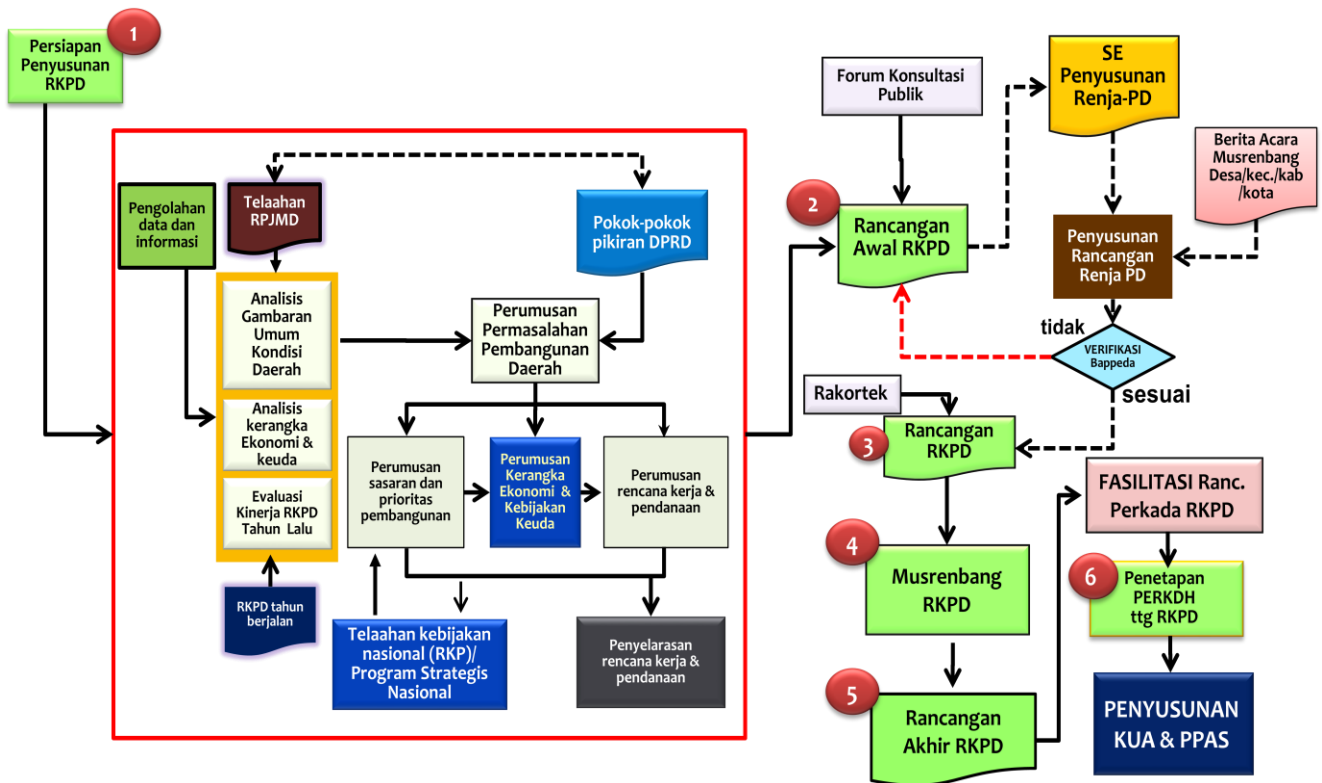 1
Persiapan
Penyusunan
RKPD
Pengolahan
data dan
informasi
Telaahan
RPJMD
Pokok-pokok
pikiran DPRD
Analisis
Gambaran
Umum
Kondisi
Daerah
Analisis
kerangka
Ekonomi &
keuda
Evaluasi
Kinerja RKPD
Tahun Lalu
RKPD tahun
berjalan
Perumusan
Permasalahan
Pembangunan
Daerah
Perumusan
sasaran dan
prioritas
pembangunan
Perumusan
Kerangka
Ekonomi &
Kebijakan
Keuda
Perumusan
rencana kerja &
pendanaan
Telaahan kebijakan
nasional (RKP)/
Program Strategis
Nasional
Penyelarasan
rencana kerja &
pendanaan
Forum Konsultasi
Publik
2
Rancangan
Awal RKPD
SE
Penyusunan
Renja-PD
Berita Acara
Musrenbang
Desa/kec./kab
/kota
Penyusunan
Rancangan
Renja PD
tidak
VERIFIKASI
Bappeda
sesuai
Rakortek
3
Rancangan
RKPD
4
Musrenbang
RKPD
5
Rancangan
Akhir RKPD
FASILITASI Ranc.
Perkada RKPD
6
Penetapan
PERKDH
ttg RKPD
PENYUSUNAN
KUA & PPAS